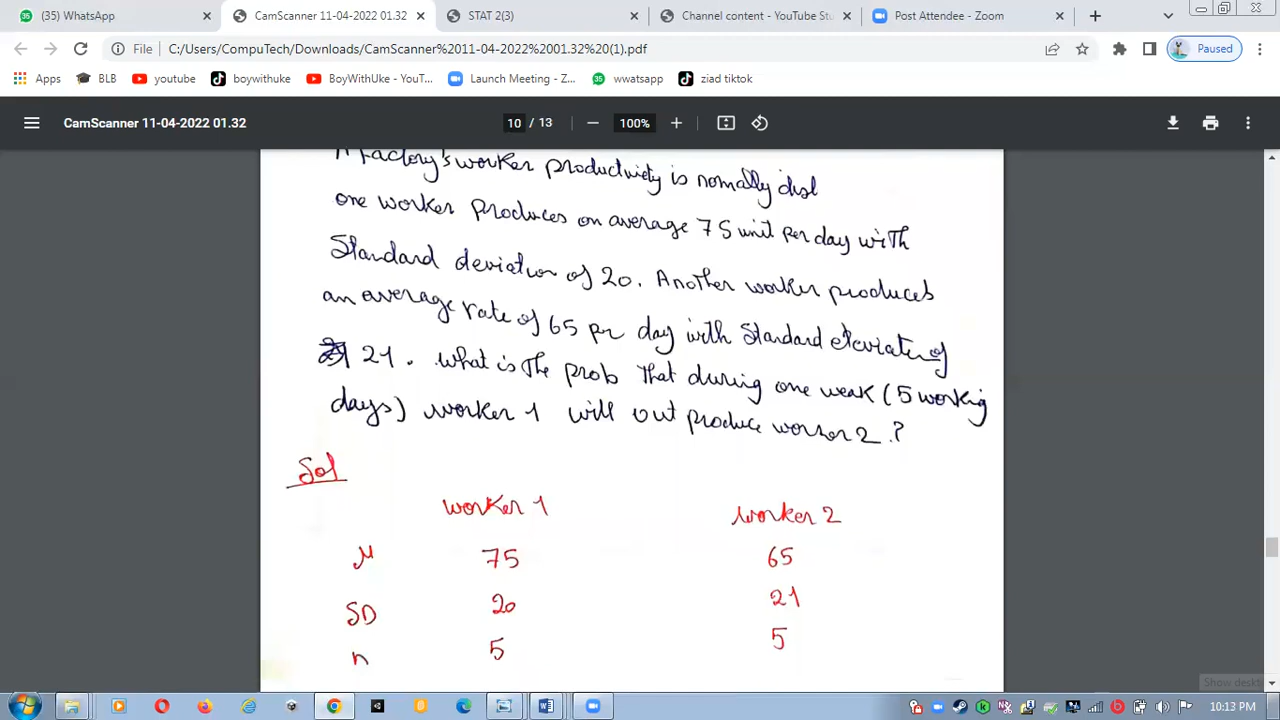 (35) WhatsApp
CamScanner 11-04-2022 01.32
STAT 2(3)
Channel content - YouTube Stu
Post Attendee - Zoom
File
C:/Users/CompuTech/Downloads/CamScanner%2011-04-2022%2001.32%20(1).pdf
Paused
Apps
BLB
youtube
boywithuke
BoyWithUke - YouT...
Launch Meeting - Z...
wwatsapp
ziad tiktok
CamScanner 11-04-2022 01.32
10 / 13
100%
A Factory's worker productivity is nomally dist
one worker produces on average 75 unit per day with
Standard deviation of 20. Another worker produces
an average rate of 65 per day with Standard deviation of
21. what is the prob that during one weak (5 working
days) worker 1 will out produce worker 2 ?
Sol
worker 1 worker 2
μ 75 65
SD 20 21
n 5 5
Show deskt
10:13 PM